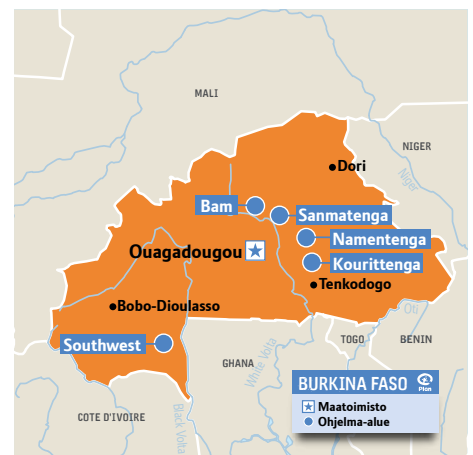 MALI
NIGER
Niger
Dori
Bam
Sanmatenga
Namentenga
Ouagadougou
Kourittenga
Tenkodogo
Bobo-Dioulasso
Oti
Southwest
TOGO
BENIN
GHANA
White Volta
BURKINA FASO
Plan
Maatoimisto
Ohjelma-alue
COTE D'IVOIRE
Black Volta